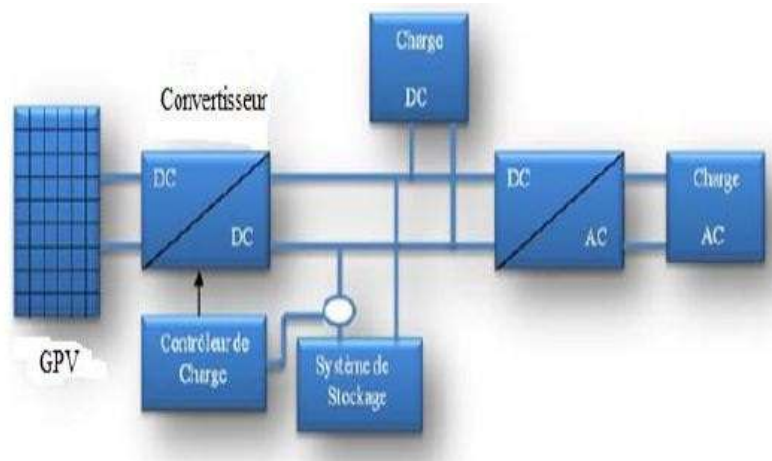 Charge
DC
Convertisseur
DC
DC
DC
AC
Charge
AC
GPV
Contrôleur de
Charge
Système de
Stockage